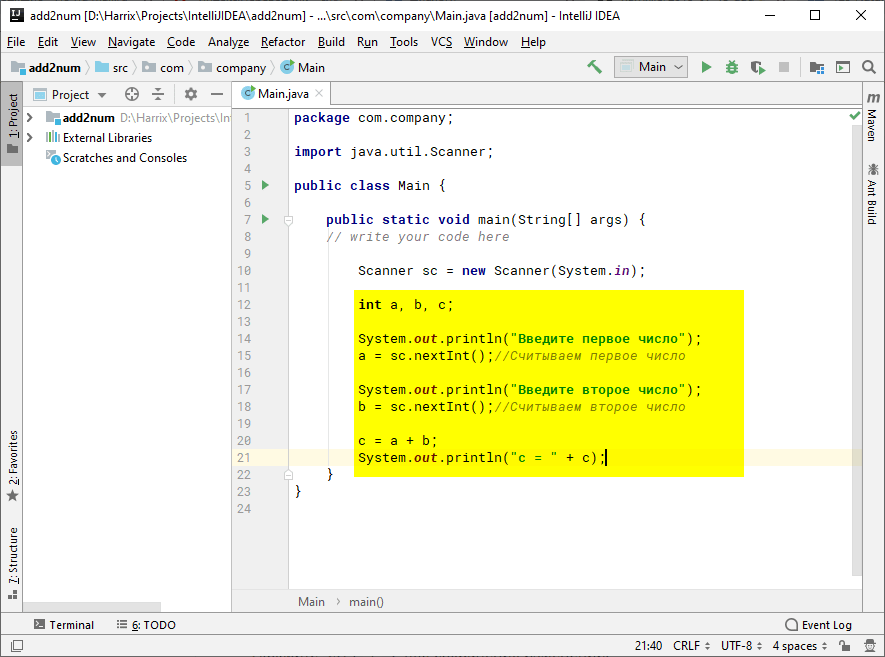 add2num [D:\Harrix\Projects\IntelliJIDEA\add2num] - ...\src\com\company\Main.java [add2num] - IntelliJ IDEA
File Edit View Navigate Code Analyze Refactor Build Run Tools VCS Window Help
add2num src com company Main
Main
Project
Main.java
1: Project
add2num D:\Harrix\Projects\Int
External Libraries
Scratches and Consoles
2: Favorites
7: Structure
1 package com.company;
2
3 import java.util.Scanner;
4
5 public class Main {
6
7 public static void main(String[] args) {
8 // write your code here
9
10 Scanner sc = new Scanner(System.in);
11
12 int a, b, c;
13
14 System.out.println("Введите первое число");
15 a = sc.nextInt();//Считываем первое число
16
17 System.out.println("Введите второе число");
18 b = sc.nextInt();//Считываем второе число
19
20 c = a + b;
21 System.out.println("c = " + c);
22 }
23 }
24
Maven
Ant Build
Main main()
Terminal 6: TODO Event Log
21:40 CRLF UTF-8 4 spaces